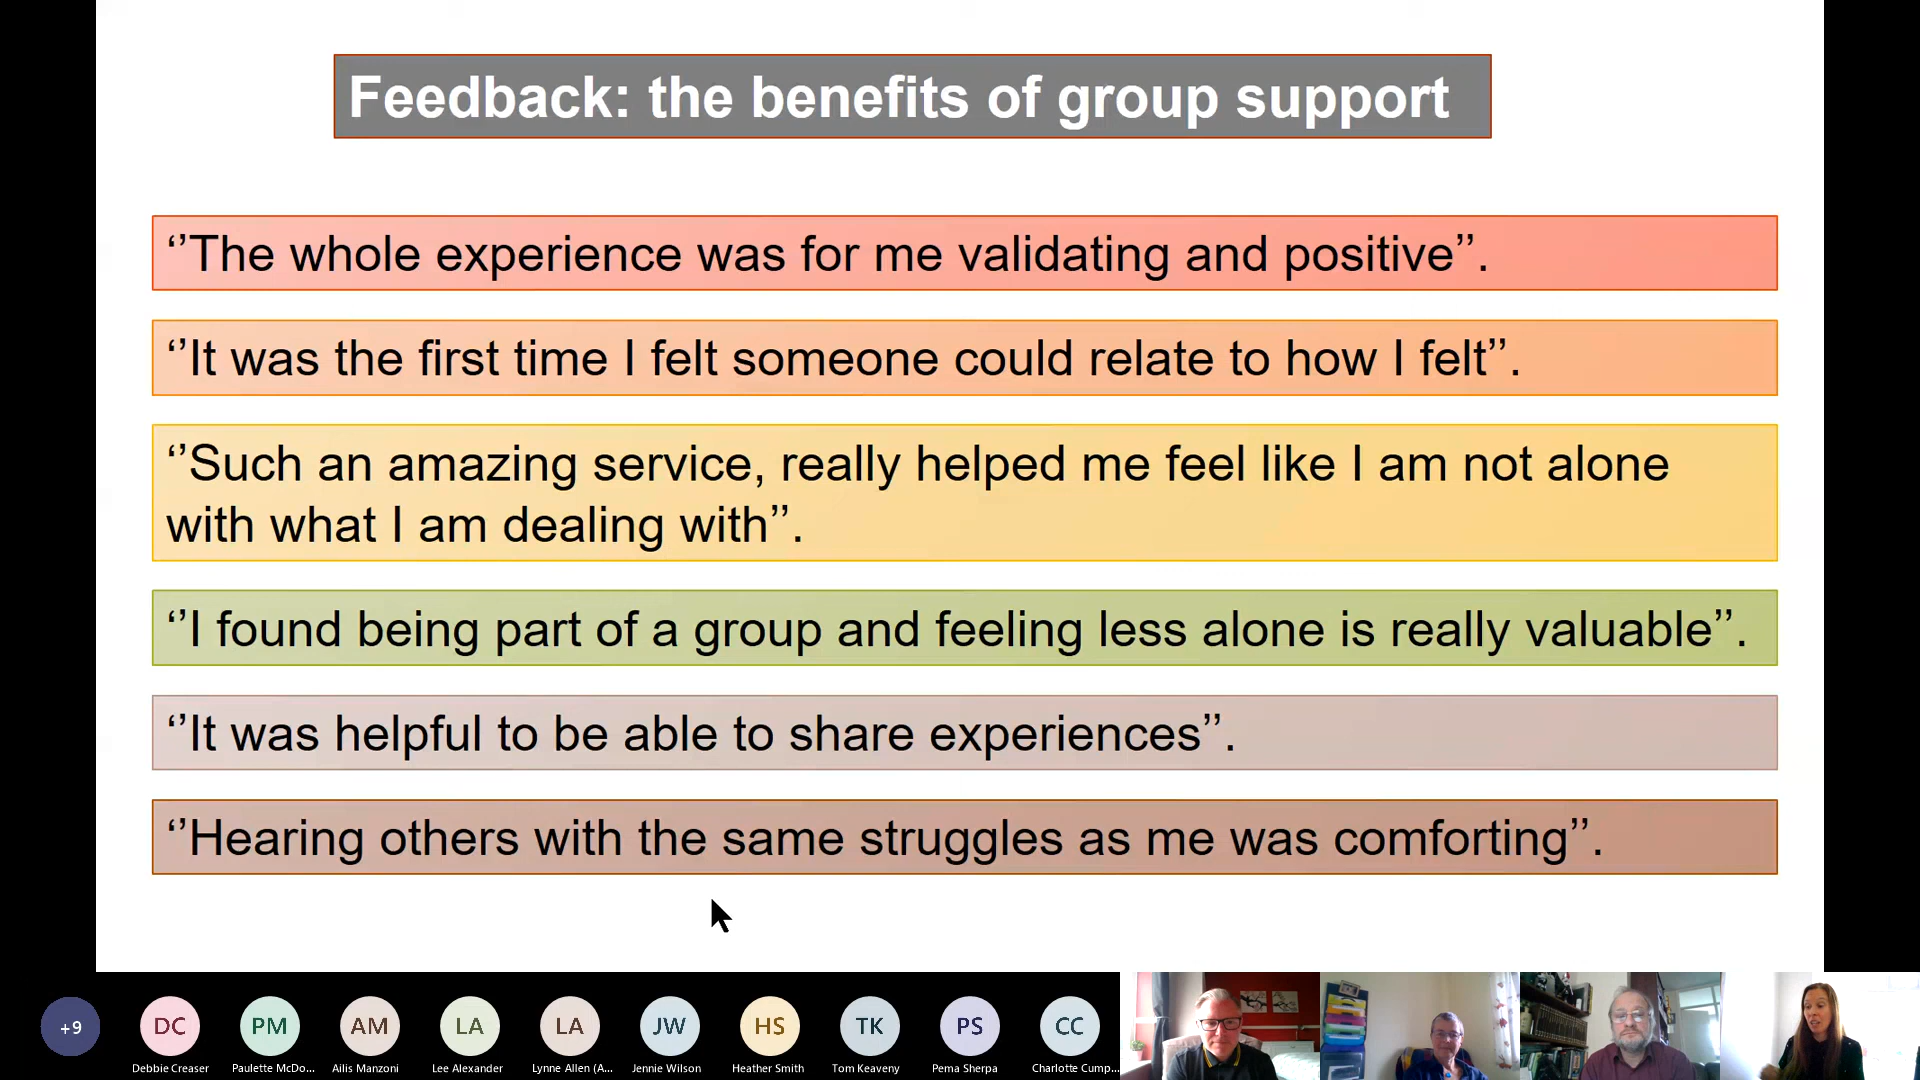 Feedback: the benefits of group support
‘’The whole experience was for me validating and positive’’.
‘’It was the first time I felt someone could relate to how I felt’’.
‘’Such an amazing service, really helped me feel like I am not alone
with what I am dealing with’’.
‘’I found being part of a group and feeling less alone is really valuable’’.
‘’It was helpful to be able to share experiences’’.
‘’Hearing others with the same struggles as me was comforting’’.
+9 DC PM AM LA LA JW HS TK PS CC
Debbie Creaser Paulette McDo... Ailis Manzoni Lee Alexander Lynne Allen (A... Jennie Wilson Heather Smith Tom Keaveny Pema Sherpa Charlotte Cump...